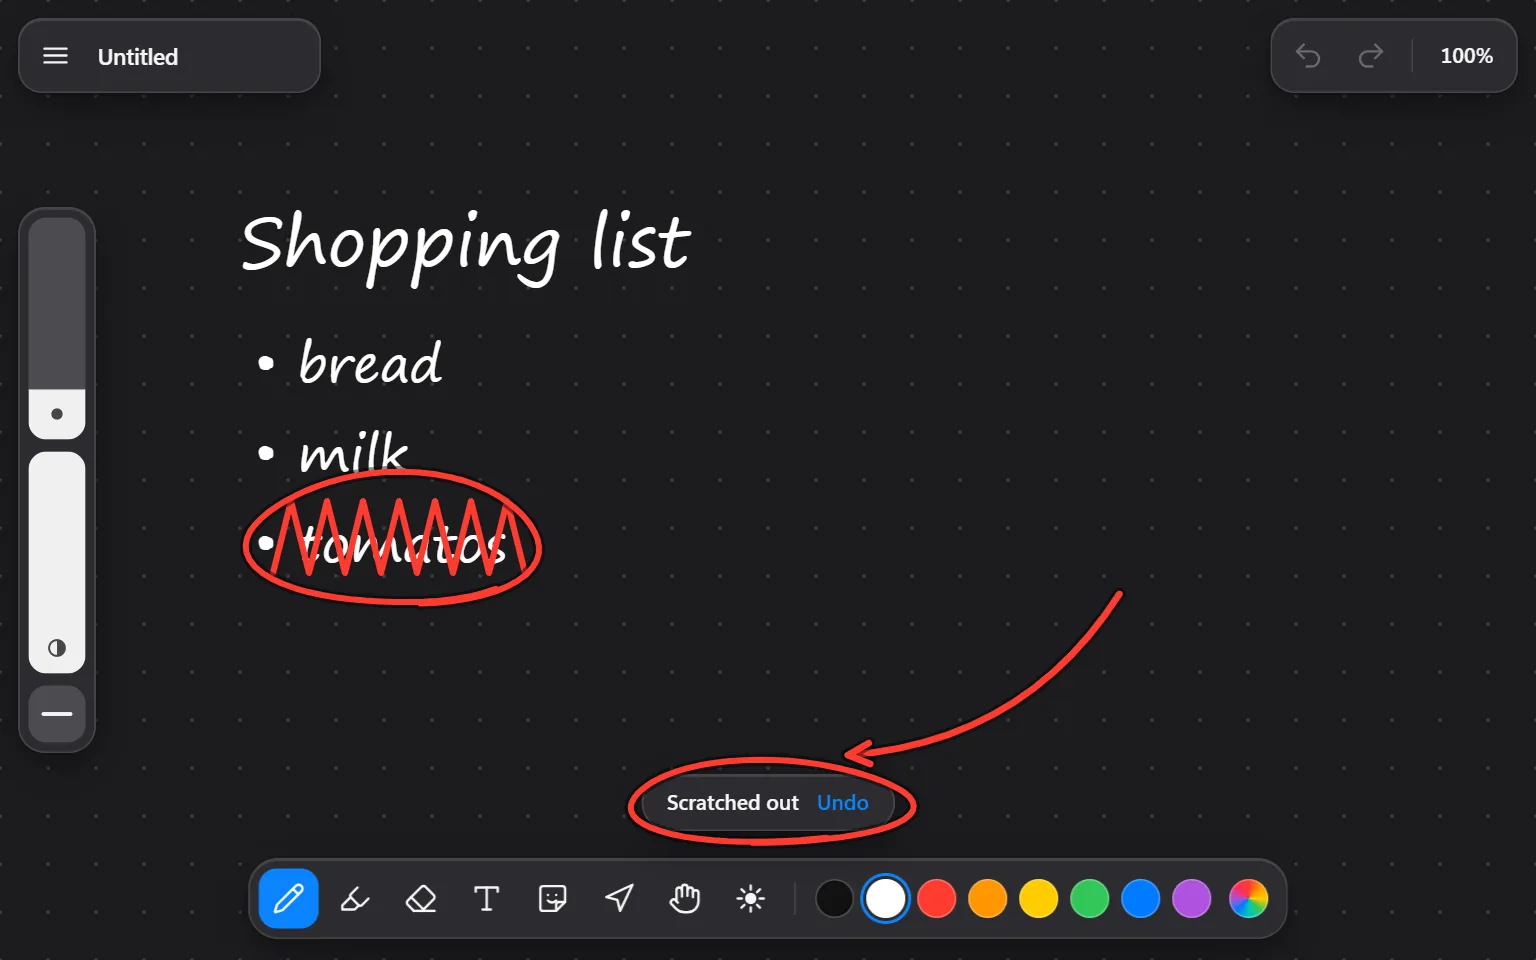 Untitled
100%
Shopping list
• bread
• milk
• tomatos
Scratched out Undo